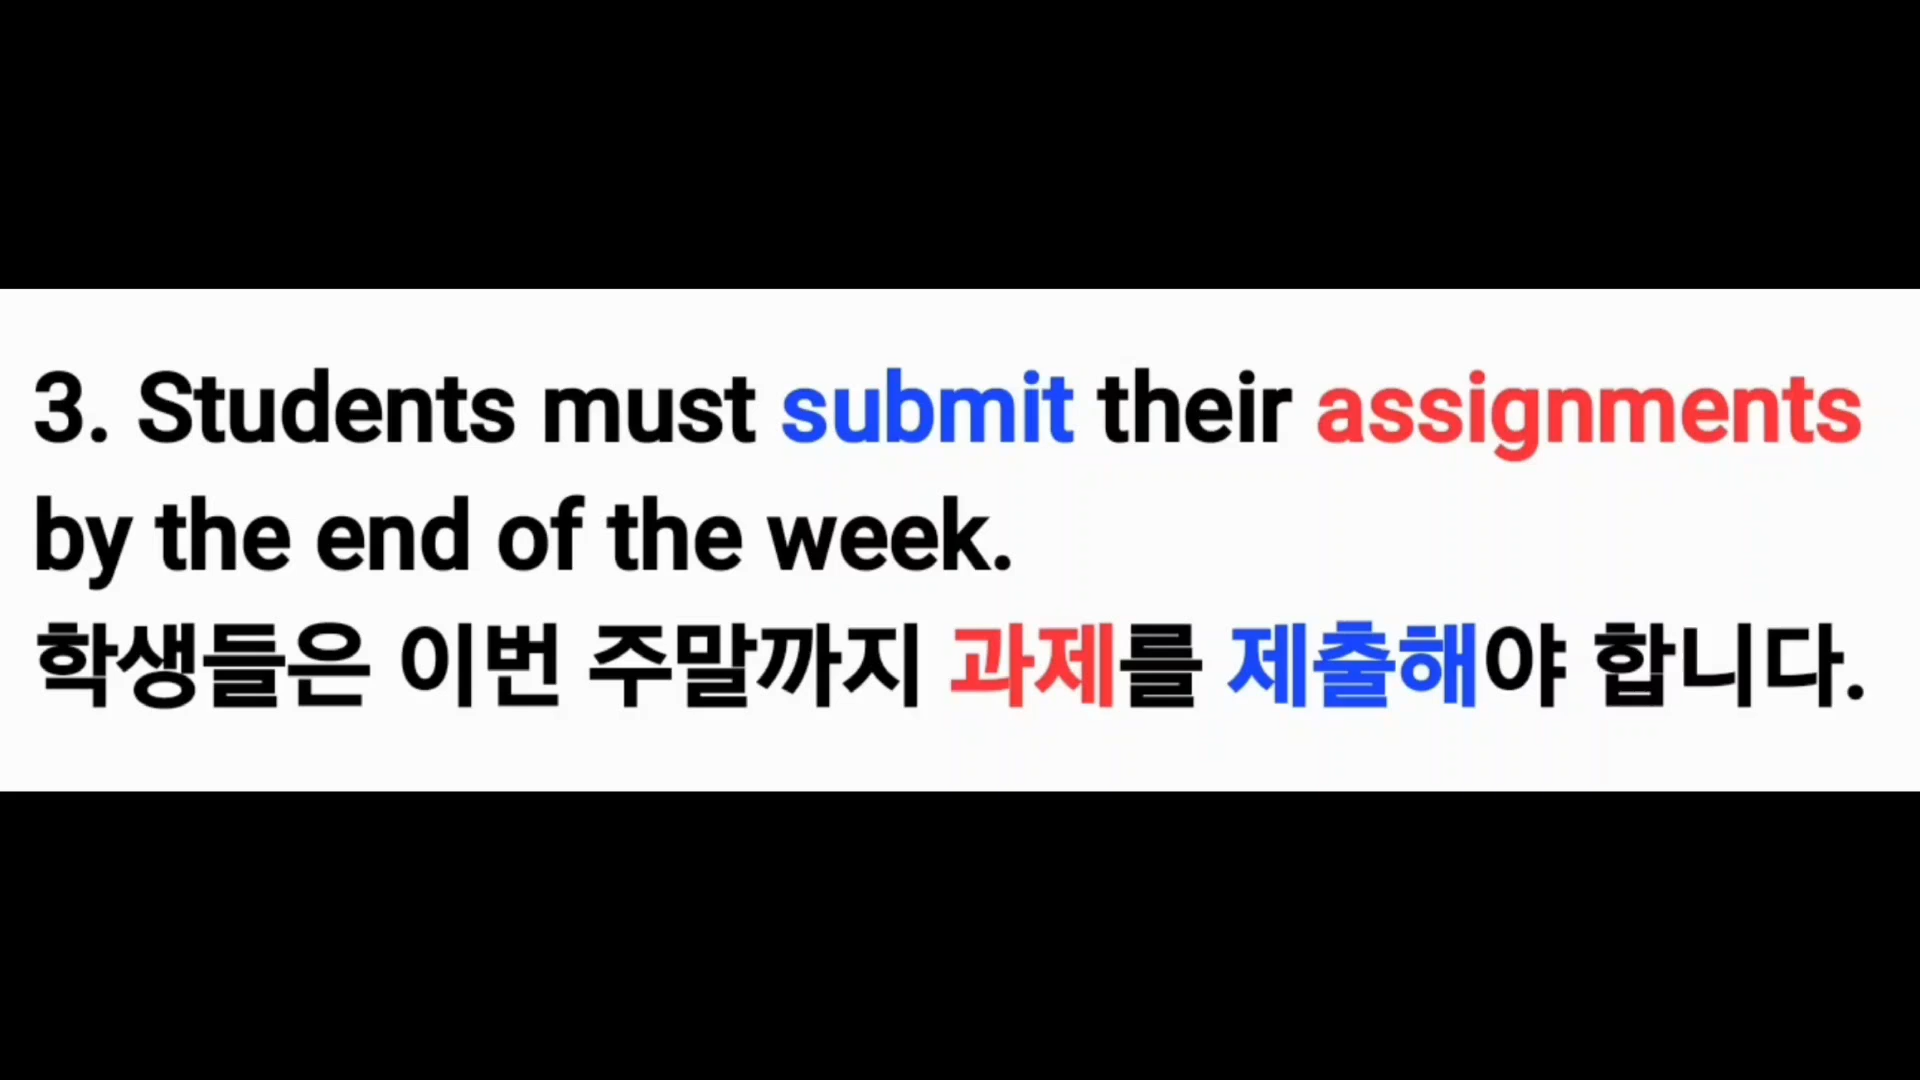 3. Students must submit their assignments
by the end of the week.
학생들은 이번 주말까지 과제를 제출해야 합니다.